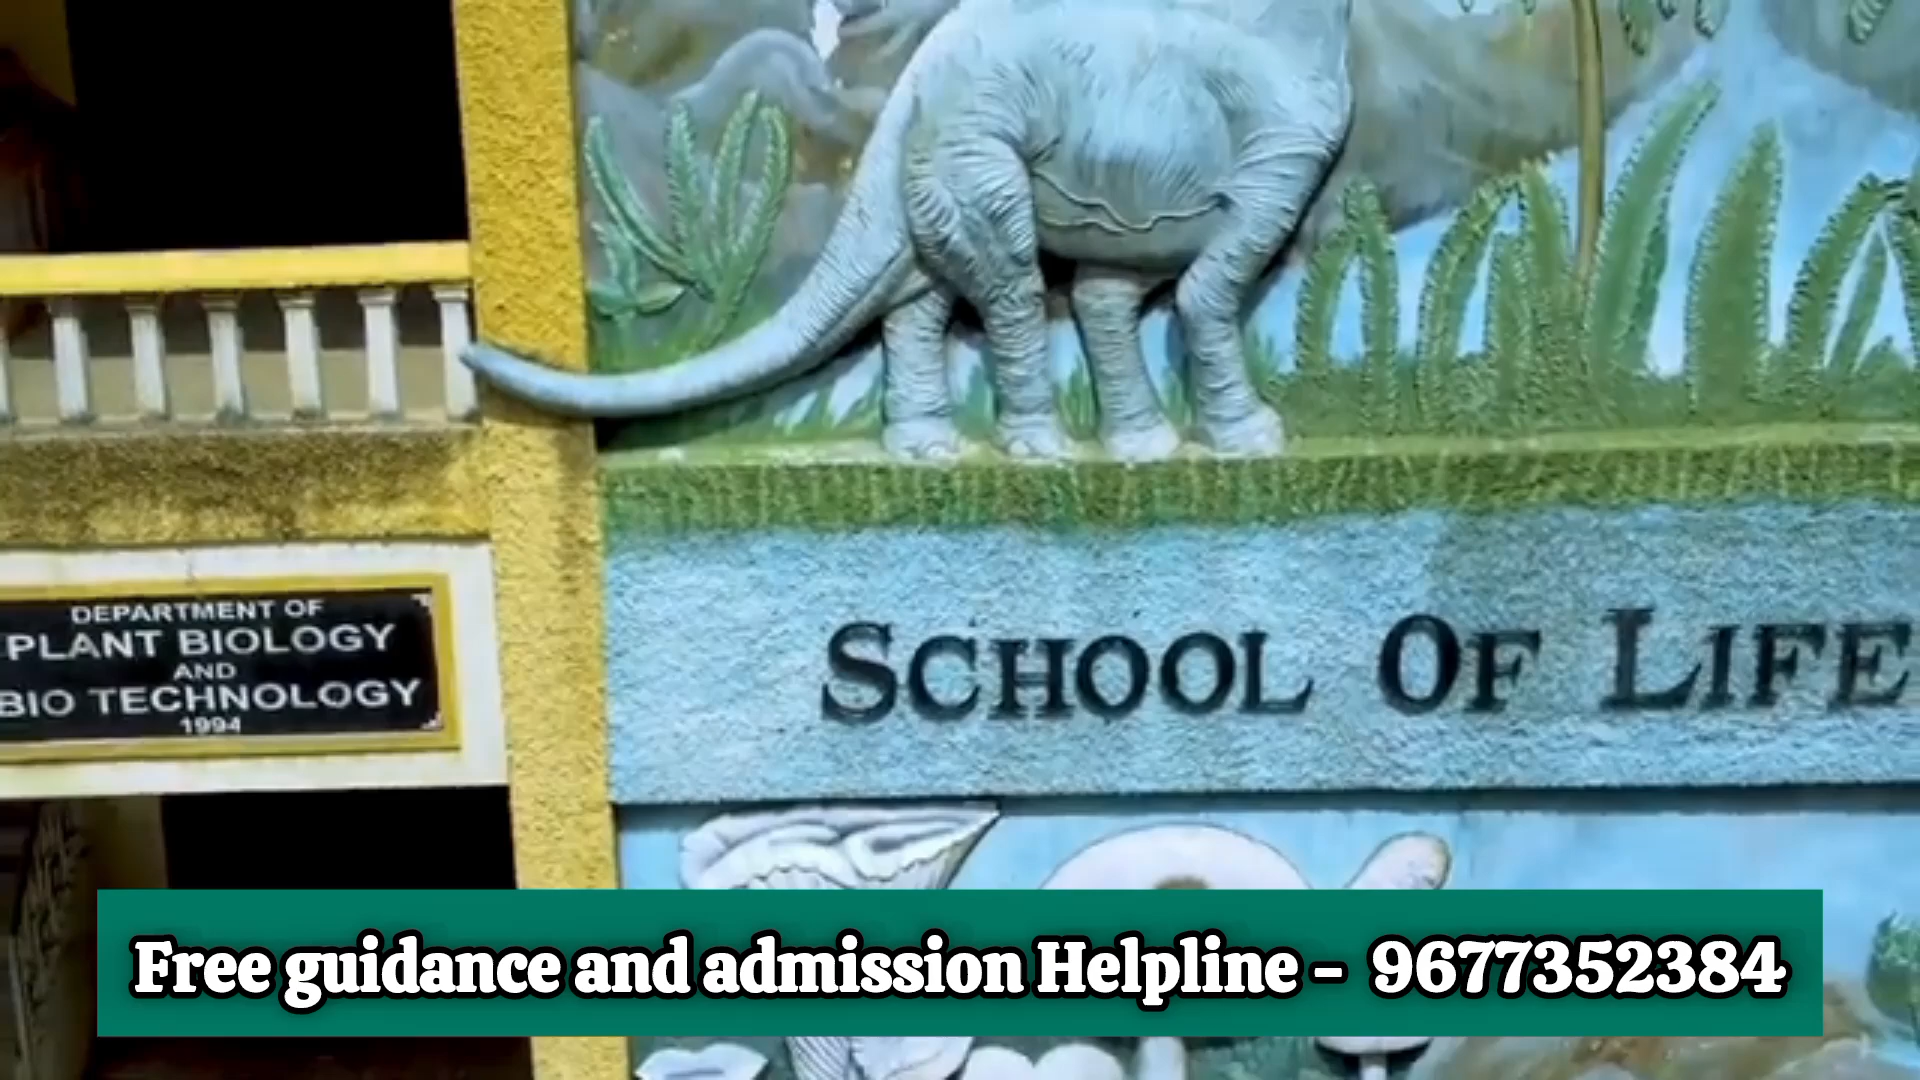 DEPARTMENT OF
PLANT BIOLOGY
AND
BIO TECHNOLOGY
1994
SCHOOL OF LIFE
Free guidance and admission Helpline - 9677352384